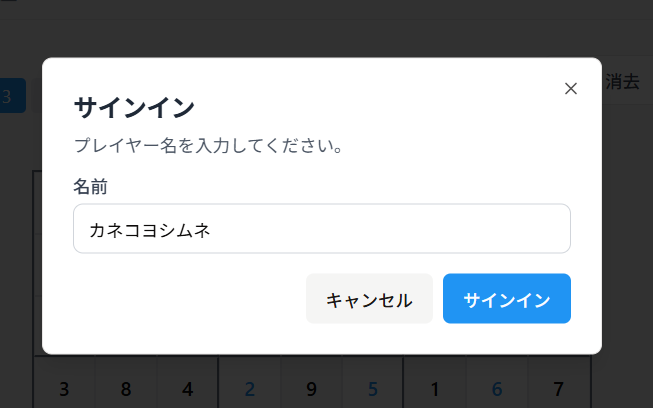 3
消去
サインイン
プレイヤー名を入力してください。
名前
カネコヨシムネ
キャンセル サインイン
3 8 4 2 9 5 1 6 7